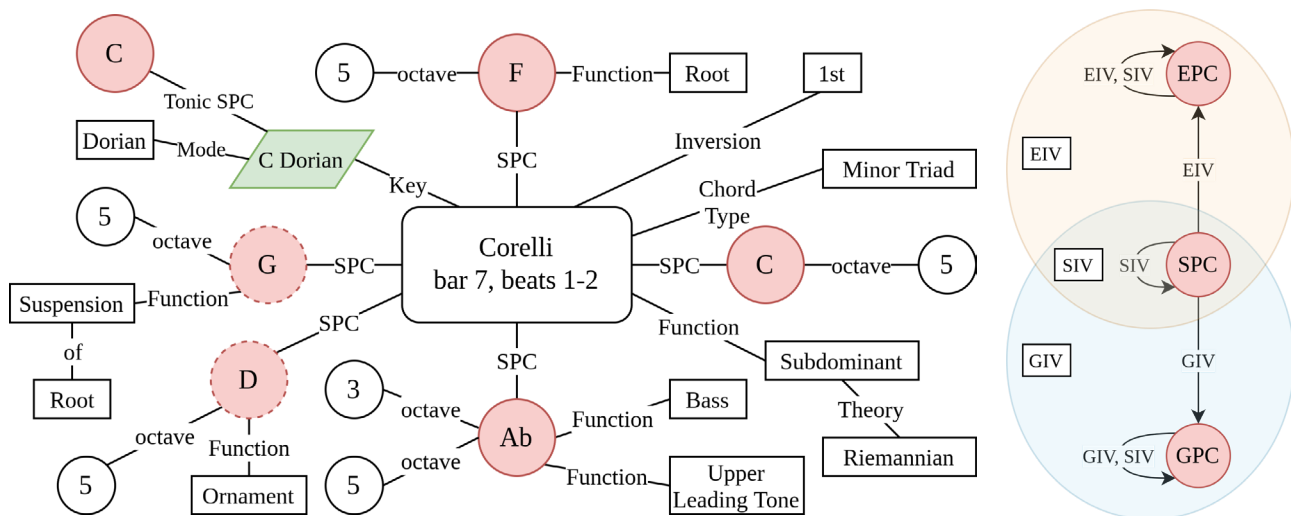 C
5
octave
F
Function
Root
1st
Tonic SPC
Dorian
Mode
C Dorian
Key
SPC
Inversion
Chord
Type
Minor Triad
5
octave
G
SPC
Corelli
bar 7, beats 1-2
SPC
C
octave
5
Suspension
Function
of
Root
SPC
D
octave
5
Function
Ornament
SPC
3
octave
5
octave
Ab
Function
Bass
Function
Upper
Leading Tone
Function
Subdominant
Theory
Riemannian
EIV, SIV
EPC
EIV
EIV
SIV
SIV
SPC
GIV
GIV
GIV, SIV
GPC